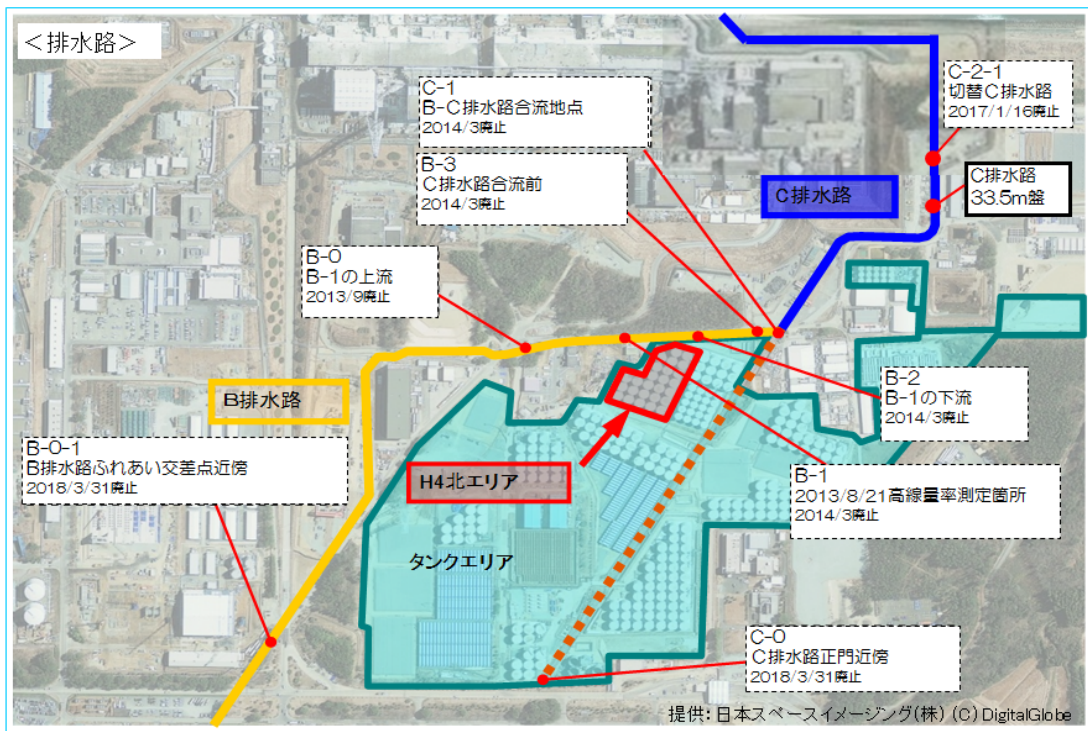 ＜排水路＞
C-1
B-C排水路合流地点
2014/3廃止
B-3
C排水路合流前
2014/3廃止
C-2-1
切替C排水路
2017/1/16廃止
C排水路
33.5m盤
C排水路
B-0
B-1の上流
2013/9廃止
B排水路
B-2
B-1の下流
2014/3廃止
B-0-1
B排水路ふれあい交差点近傍
2018/3/31廃止
H4北エリア
B-1
2013/8/21高線量率測定箇所
2014/3廃止
タンクエリア
C-0
C排水路正門近傍
2018/3/31廃止
提供: 日本スペースイメージング(株) (C) DigitalGlobe